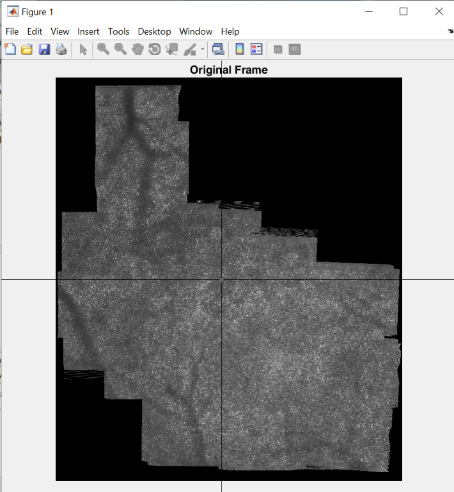 Figure 1
File Edit View Insert Tools Desktop Window Help
Original Frame